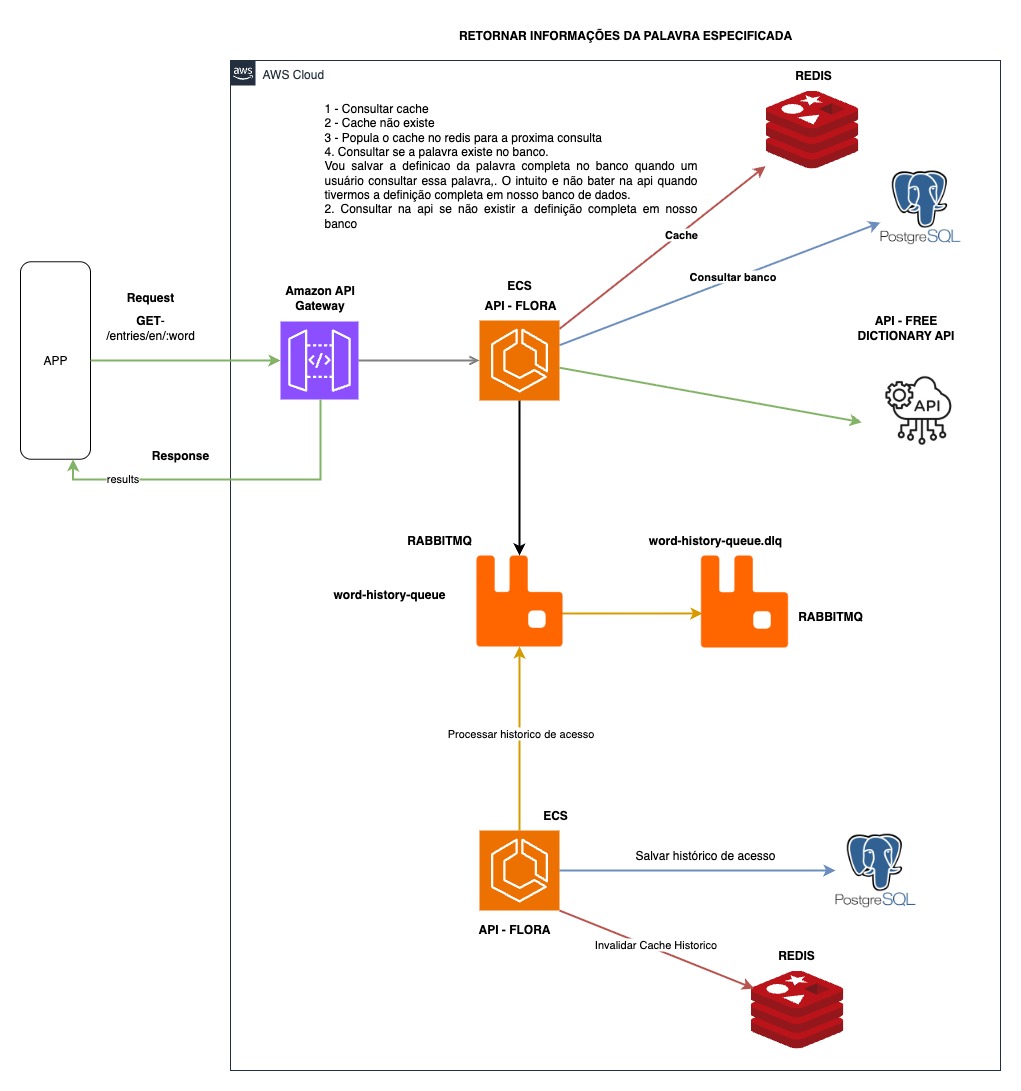 RETORNAR INFORMAÇÕES DA PALAVRA ESPECIFICADA
aws
AWS Cloud
REDIS
1 - Consultar cache
2 - Cache não existe
3 - Popula o cache no redis para a proxima consulta
4. Consultar se a palavra existe no banco.
Vou salvar a definicao da palavra completa no banco quando um
usuário consultar essa palavra,. O intuito e não bater na api quando
tivermos a definição completa em nosso banco de dados.
2. Consultar na api se não existir a definição completa em nosso
banco
PostgreSQL
Cache
Consultar banco
Request
GET-
/entries/en/:word
Amazon API
Gateway
ECS
API - FLORA
API - FREE
DICTIONARY API
APP
</>
API
Response
results
RABBITMQ
word-history-queue.dlq
word-history-queue
RABBITMQ
Processar historico de acesso
ECS
Salvar histórico de acesso
PostgreSQL
API - FLORA
Invalidar Cache Historico
REDIS